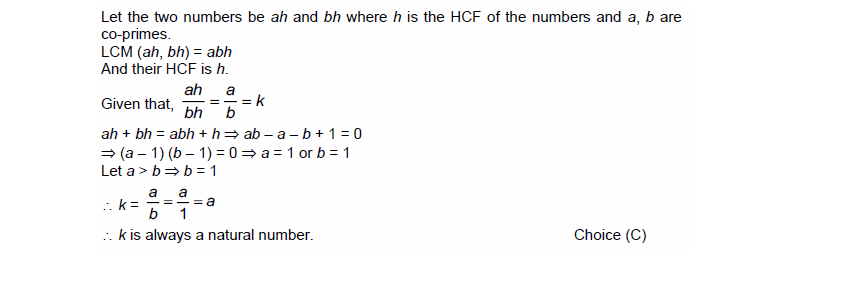 Let the two numbers be ah and bh where h is the HCF of the numbers and a, b are
co-primes.
LCM (ah, bh) = abh
And their HCF is h.
Given that, ah/bh = a/b = k
ah + bh = abh + h ⇒ ab – a – b + 1 = 0
⇒ (a – 1) (b – 1) = 0 ⇒ a = 1 or b = 1
Let a > b ⇒ b = 1
∴ k = a/b = a/1 = a
∴ k is always a natural number. Choice (C)